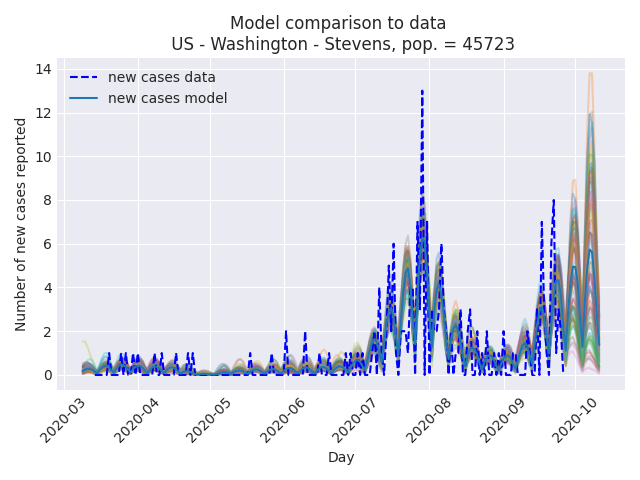 Model comparison to data
US - Washington - Stevens, pop. = 45723
new cases data
new cases model
Number of new cases reported
14
12
10
8
6
4
2
0
2020-03
2020-04
2020-05
2020-06
2020-07
2020-08
2020-09
2020-10
Day